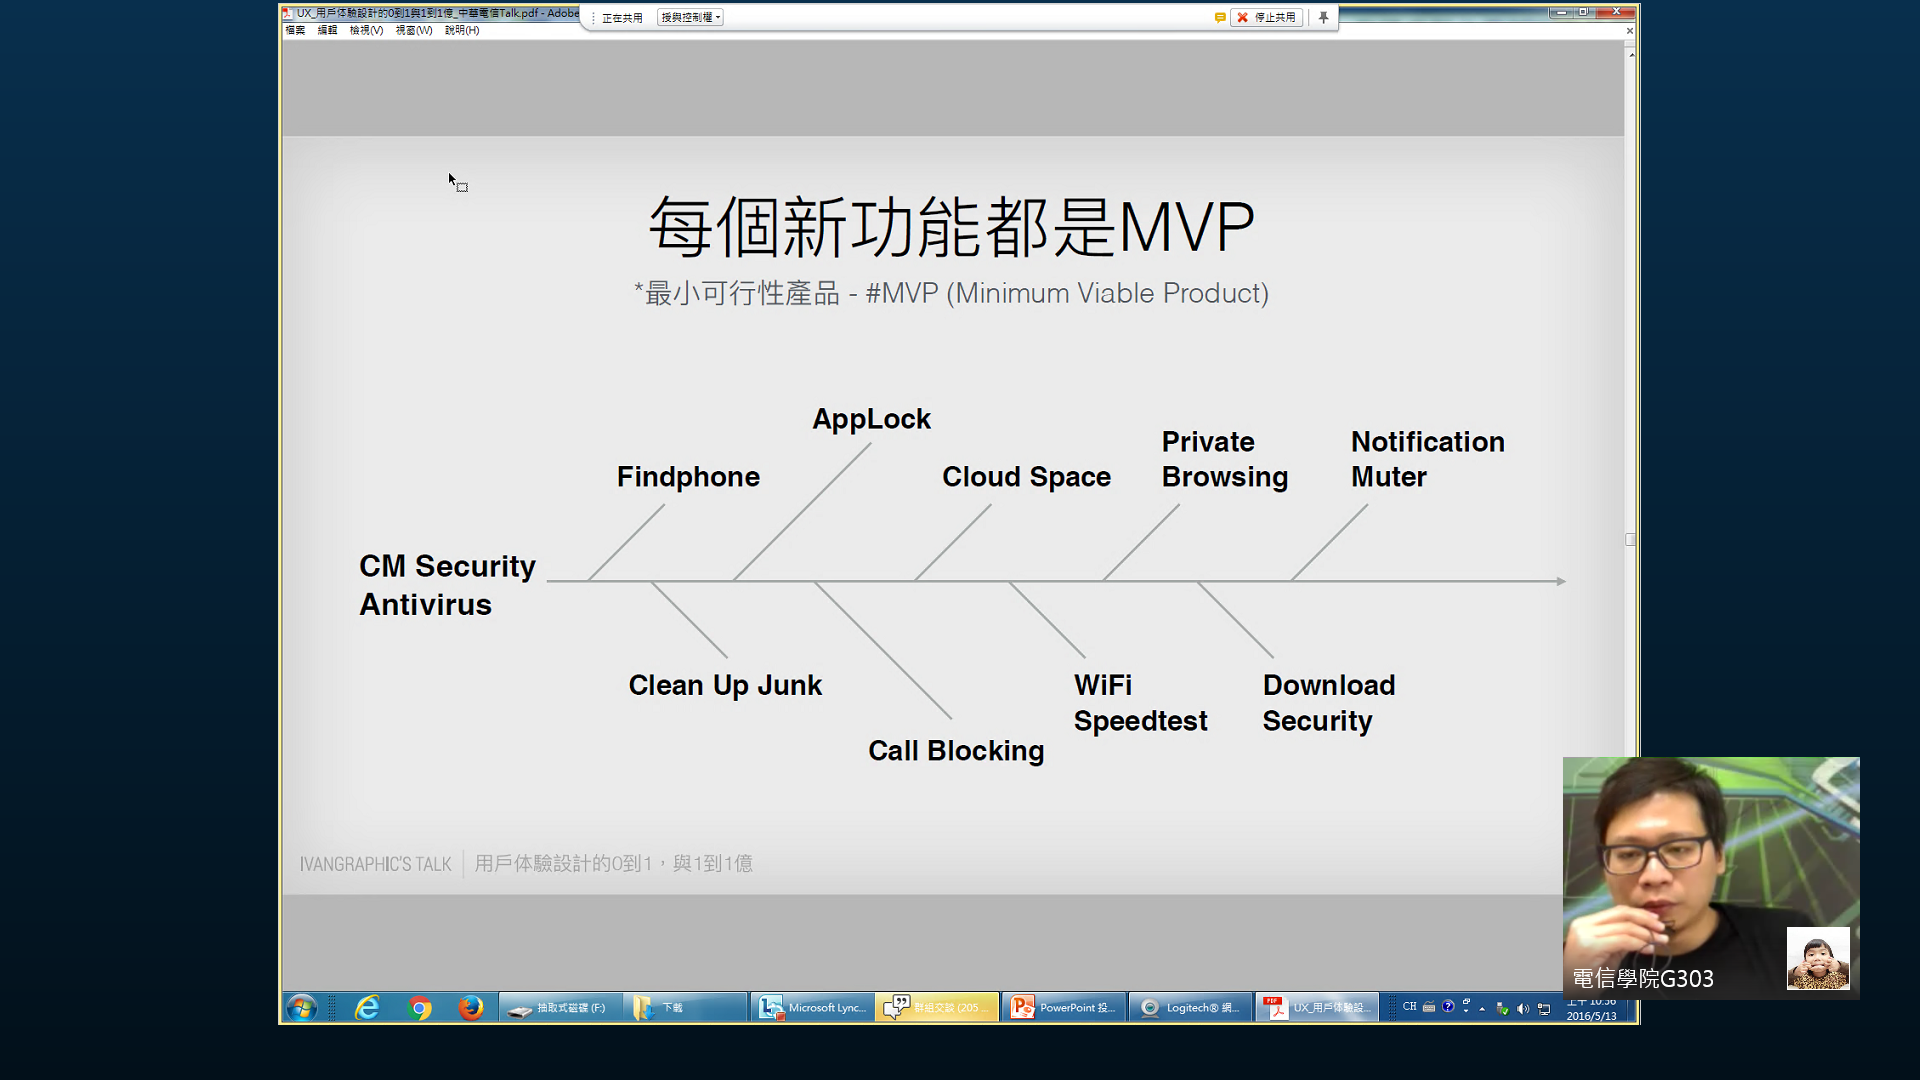 UX_用戶体驗設計的0到1與1到1億_中華電信Talk.pdf - Adobe
正在共用
授與控制權
停止共用
檔案 編輯 檢視(V) 視窗(W) 說明(H)
每個新功能都是MVP
*最小可行性產品 - #MVP (Minimum Viable Product)
AppLock
Findphone
Cloud Space
Private
Browsing
Notification
Muter
CM Security
Antivirus
Clean Up Junk
Call Blocking
WiFi
Speedtest
Download
Security
IVANGRAPHIC'S TALK
用戶体驗設計的0到1，與1到1億
電信學院G303
抽取式磁碟 (F:)
下載
Microsoft Lync...
群組交談 (205 ...
PowerPoint 投...
Logitech® 網...
UX_用戶体驗設...
CH
上午 10:56
2016/5/13